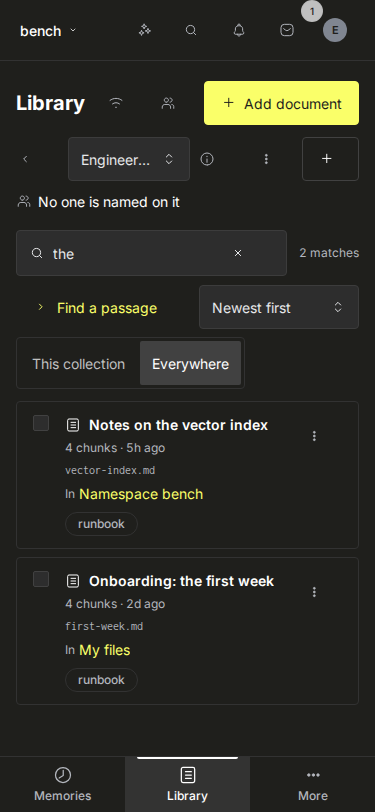 bench
1
E
Library
Add document
Engineer...
No one is named on it
the
2 matches
Find a passage
Newest first
This collection
Everywhere
Notes on the vector index
4 chunks · 5h ago
vector-index.md
In Namespace bench
runbook
Onboarding: the first week
4 chunks · 2d ago
first-week.md
In My files
runbook
Memories
Library
More